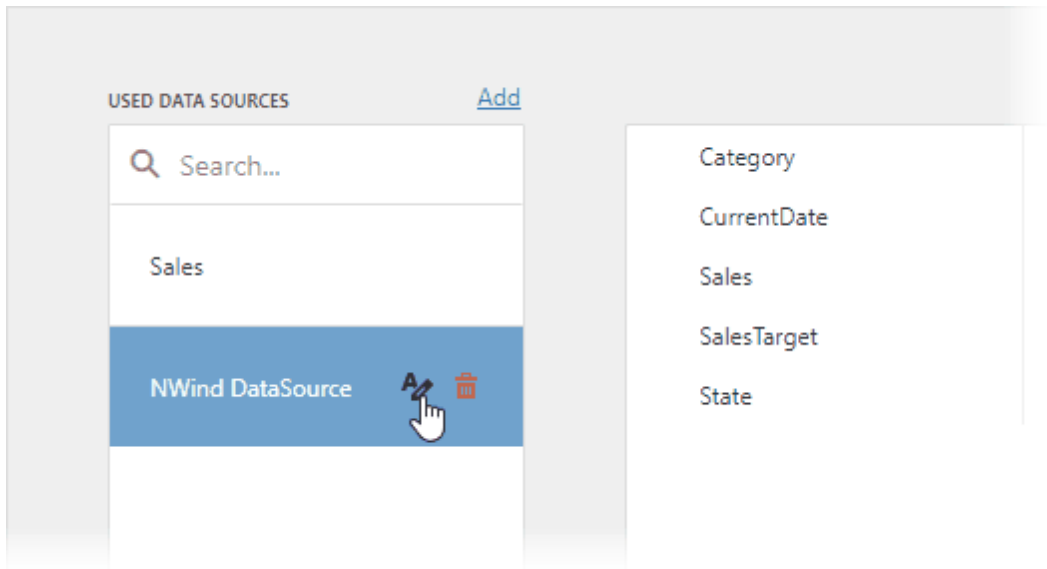 USED DATA SOURCES Add
Search...
Sales
NWind DataSource
Category
CurrentDate
Sales
SalesTarget
State